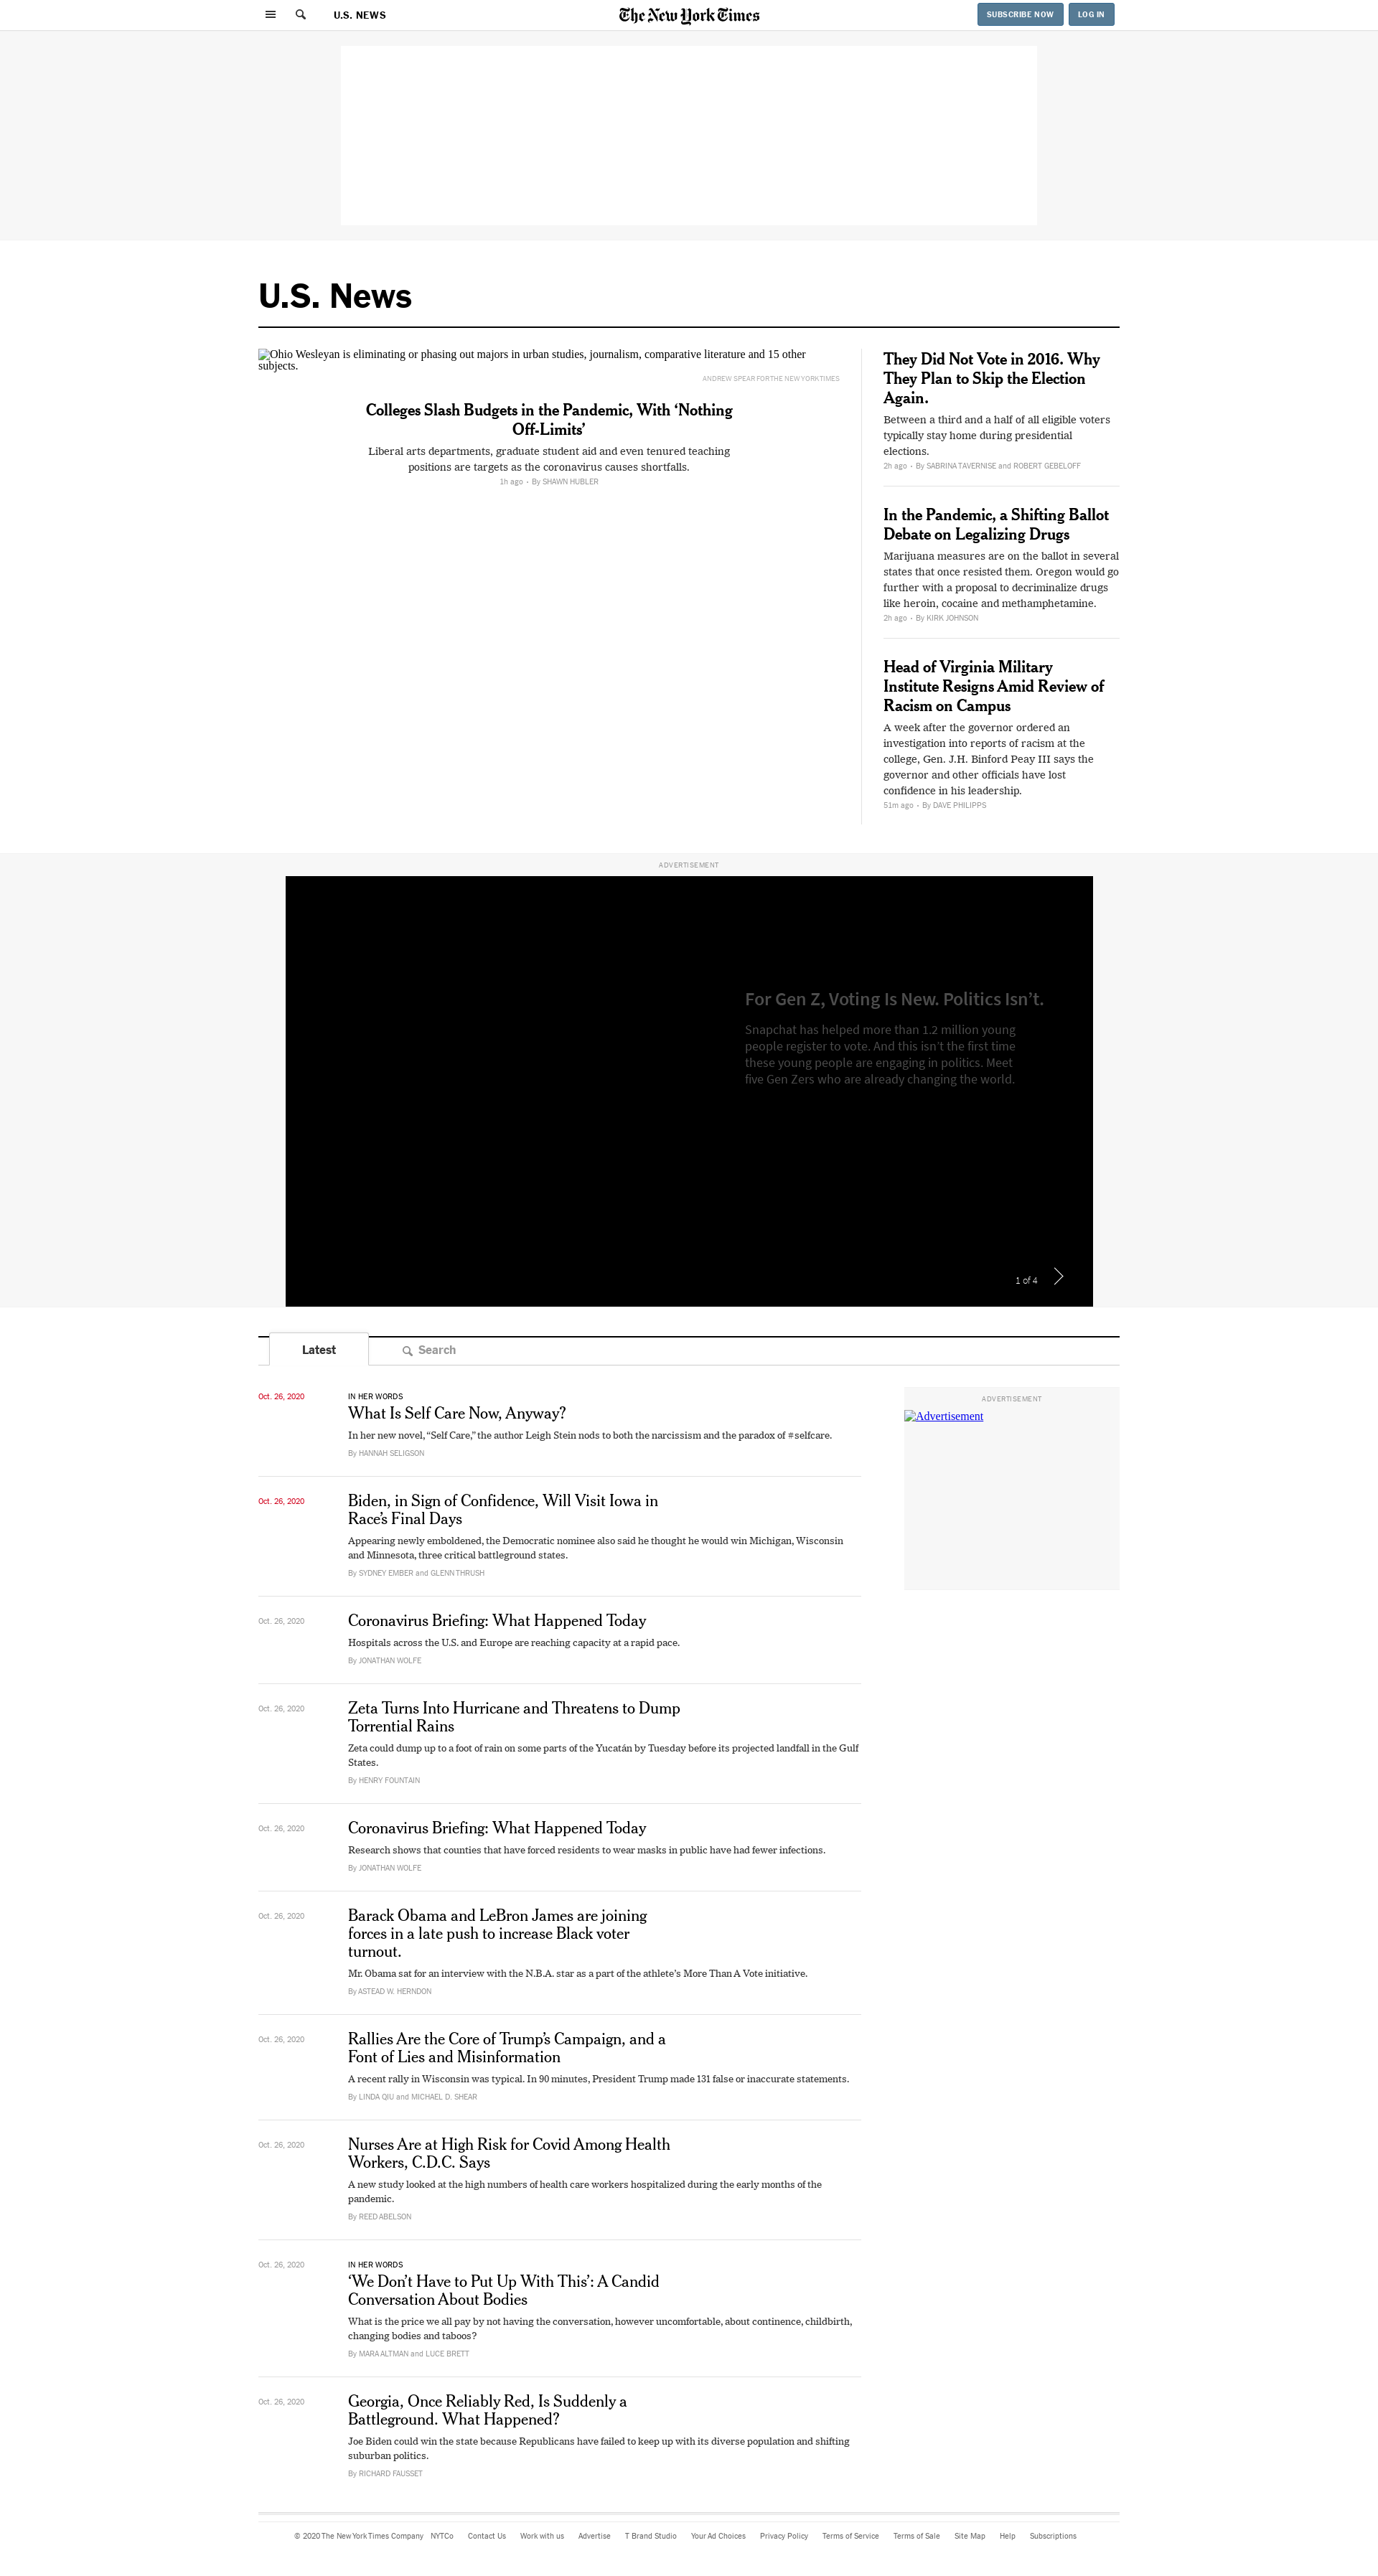 U.S. NEWS
The New York Times
SUBSCRIBE NOW
LOG IN
U.S. News
Ohio Wesleyan is eliminating or phasing out majors in urban studies, journalism, comparative literature and 15 other
subjects.
ANDREW SPEAR FOR THE NEW YORK TIMES
Colleges Slash Budgets in the Pandemic, With ‘Nothing
Off-Limits’
Liberal arts departments, graduate student aid and even tenured teaching
positions are targets as the coronavirus causes shortfalls.
1h ago • By SHAWN HUBLER
They Did Not Vote in 2016. Why
They Plan to Skip the Election
Again.
Between a third and a half of all eligible voters
typically stay home during presidential
elections.
2h ago • By SABRINA TAVERNISE and ROBERT GEBELOFF
In the Pandemic, a Shifting Ballot
Debate on Legalizing Drugs
Marijuana measures are on the ballot in several
states that once resisted them. Oregon would go
further with a proposal to decriminalize drugs
like heroin, cocaine and methamphetamine.
2h ago • By KIRK JOHNSON
Head of Virginia Military
Institute Resigns Amid Review of
Racism on Campus
A week after the governor ordered an
investigation into reports of racism at the
college, Gen. J.H. Binford Peay III says the
governor and other officials have lost
confidence in his leadership.
51m ago • By DAVE PHILIPPS
ADVERTISEMENT
For Gen Z, Voting Is New. Politics Isn’t.
Snapchat has helped more than 1.2 million young
people register to vote. And this isn’t the first time
these young people are engaging in politics. Meet
five Gen Zers who are already changing the world.
1 of 4
Latest
Search
Oct. 26, 2020
IN HER WORDS
What Is Self Care Now, Anyway?
In her new novel, “Self Care,” the author Leigh Stein nods to both the narcissism and the paradox of #selfcare.
By HANNAH SELIGSON
ADVERTISEMENT
Advertisement
Oct. 26, 2020
Biden, in Sign of Confidence, Will Visit Iowa in
Race’s Final Days
Appearing newly emboldened, the Democratic nominee also said he thought he would win Michigan, Wisconsin
and Minnesota, three critical battleground states.
By SYDNEY EMBER and GLENN THRUSH
Oct. 26, 2020
Coronavirus Briefing: What Happened Today
Hospitals across the U.S. and Europe are reaching capacity at a rapid pace.
By JONATHAN WOLFE
Oct. 26, 2020
Zeta Turns Into Hurricane and Threatens to Dump
Torrential Rains
Zeta could dump up to a foot of rain on some parts of the Yucatán by Tuesday before its projected landfall in the Gulf
States.
By HENRY FOUNTAIN
Oct. 26, 2020
Coronavirus Briefing: What Happened Today
Research shows that counties that have forced residents to wear masks in public have had fewer infections.
By JONATHAN WOLFE
Oct. 26, 2020
Barack Obama and LeBron James are joining
forces in a late push to increase Black voter
turnout.
Mr. Obama sat for an interview with the N.B.A. star as a part of the athlete’s More Than A Vote initiative.
By ASTEAD W. HERNDON
Oct. 26, 2020
Rallies Are the Core of Trump’s Campaign, and a
Font of Lies and Misinformation
A recent rally in Wisconsin was typical. In 90 minutes, President Trump made 131 false or inaccurate statements.
By LINDA QIU and MICHAEL D. SHEAR
Oct. 26, 2020
Nurses Are at High Risk for Covid Among Health
Workers, C.D.C. Says
A new study looked at the high numbers of health care workers hospitalized during the early months of the
pandemic.
By REED ABELSON
Oct. 26, 2020
IN HER WORDS
‘We Don’t Have to Put Up With This’: A Candid
Conversation About Bodies
What is the price we all pay by not having the conversation, however uncomfortable, about continence, childbirth,
changing bodies and taboos?
By MARA ALTMAN and LUCE BRETT
Oct. 26, 2020
Georgia, Once Reliably Red, Is Suddenly a
Battleground. What Happened?
Joe Biden could win the state because Republicans have failed to keep up with its diverse population and shifting
suburban politics.
By RICHARD FAUSSET
© 2020 The New York Times Company NYTCo Contact Us Work with us Advertise T Brand Studio Your Ad Choices Privacy Policy Terms of Service Terms of Sale Site Map Help Subscriptions